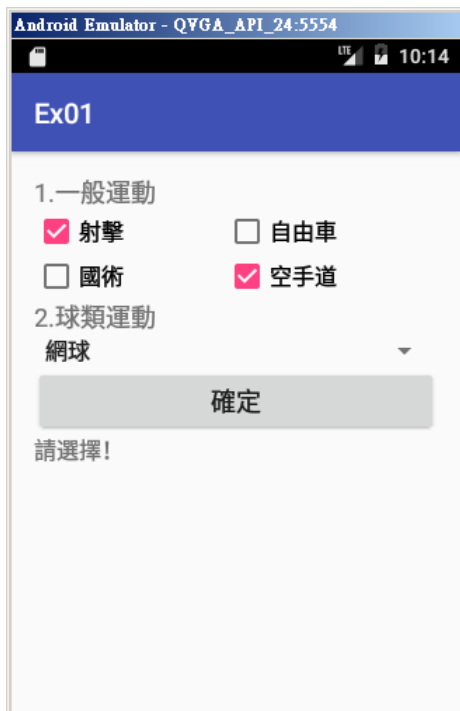 Android Emulator - QVGA_API_24:5554
LTE 10:14
Ex01
1.一般運動
射擊 自由車
國術 空手道
2.球類運動
網球
確定
請選擇!